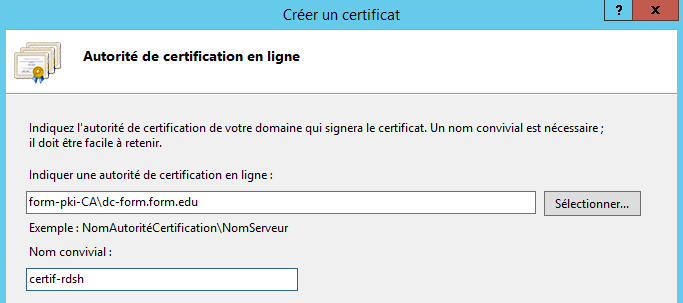 Créer un certificat
?
x
Autorité de certification en ligne
Indiquez l'autorité de certification de votre domaine qui signera le certificat. Un nom convivial est nécessaire ;
il doit être facile à retenir.
Indiquer une autorité de certification en ligne :
form-pki-CA\dc-form.form.edu
Sélectionner...
Exemple : NomAutoritéCertification\NomServeur
Nom convivial :
certif-rdsh